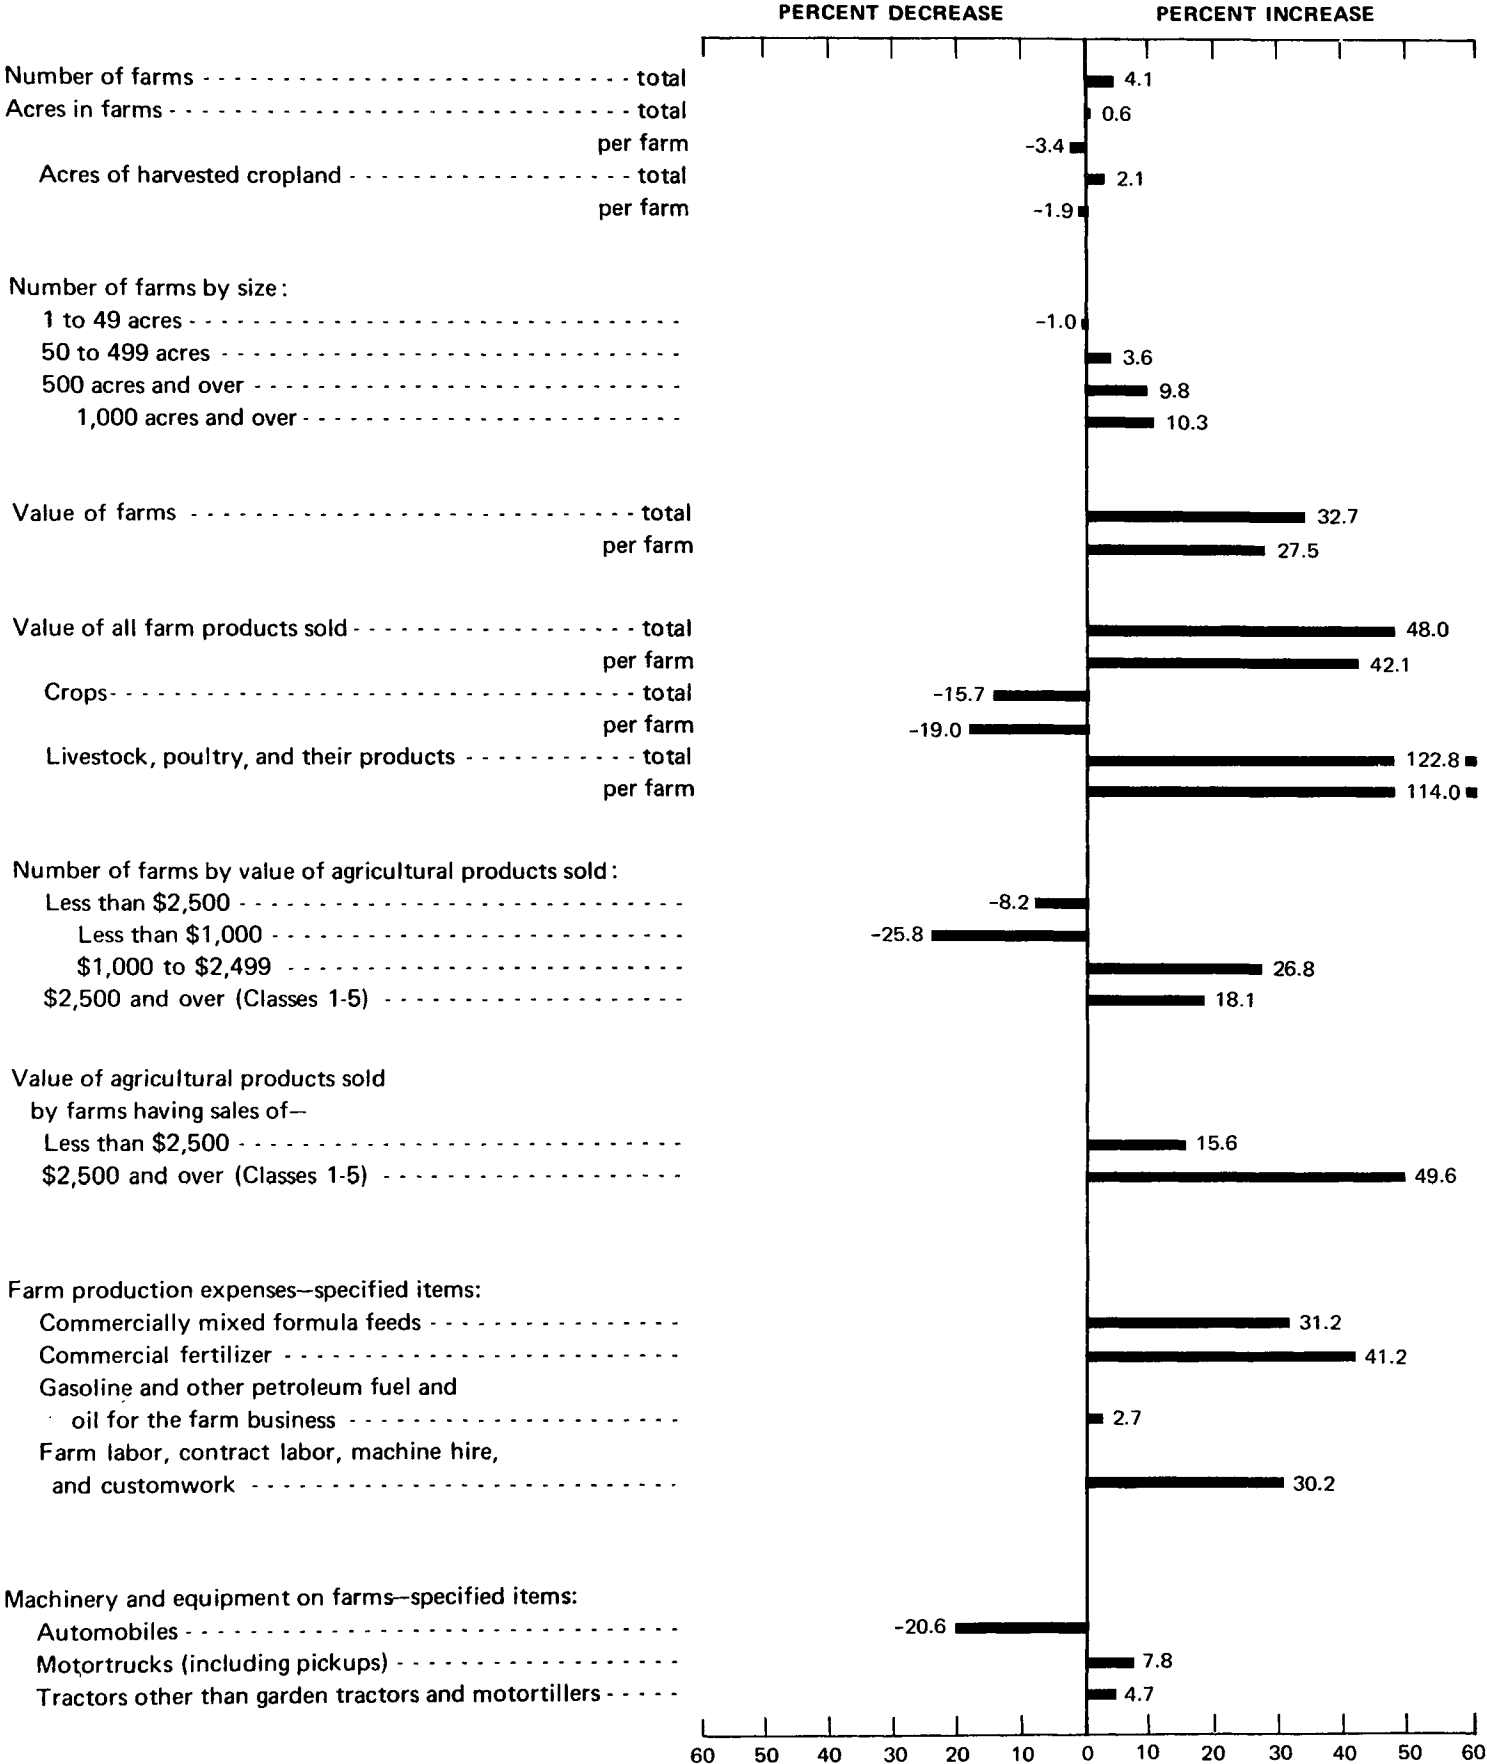 PERCENT DECREASE PERCENT INCREASE
Number of farms - - - - - - - - - - total 4.1
Acres in farms - - - - - - - - - - total 0.6
per farm -3.4
Acres of harvested cropland - - - - - - - - - - total 2.1
per farm -1.9
Number of farms by size:
1 to 49 acres - - - - - - - - - - -1.0
50 to 499 acres - - - - - - - - - - 3.6
500 acres and over - - - - - - - - - - 9.8
1,000 acres and over - - - - - - - - - - 10.3
Value of farms - - - - - - - - - - total 32.7
per farm 27.5
Value of all farm products sold - - - - - - - - - - total 48.0
per farm 42.1
Crops - - - - - - - - - - total -15.7
per farm -19.0
Livestock, poultry, and their products - - - - - - - - - - total 122.8
per farm 114.0
Number of farms by value of agricultural products sold:
Less than $2,500 - - - - - - - - - - -8.2
Less than $1,000 - - - - - - - - - - -25.8
$1,000 to $2,499 - - - - - - - - - - 26.8
$2,500 and over (Classes 1-5) - - - - - - - - - - 18.1
Value of agricultural products sold
by farms having sales of—
Less than $2,500 - - - - - - - - - - 15.6
$2,500 and over (Classes 1-5) - - - - - - - - - - 49.6
Farm production expenses—specified items:
Commercially mixed formula feeds - - - - - - - - - - 31.2
Commercial fertilizer - - - - - - - - - - 41.2
Gasoline and other petroleum fuel and
oil for the farm business - - - - - - - - - - 2.7
Farm labor, contract labor, machine hire,
and customwork - - - - - - - - - - 30.2
Machinery and equipment on farms—specified items:
Automobiles - - - - - - - - - - -20.6
Motortrucks (including pickups) - - - - - - - - - - 7.8
Tractors other than garden tractors and motortillers - - - - - 4.7
60 50 40 30 20 10 0 10 20 30 40 50 60